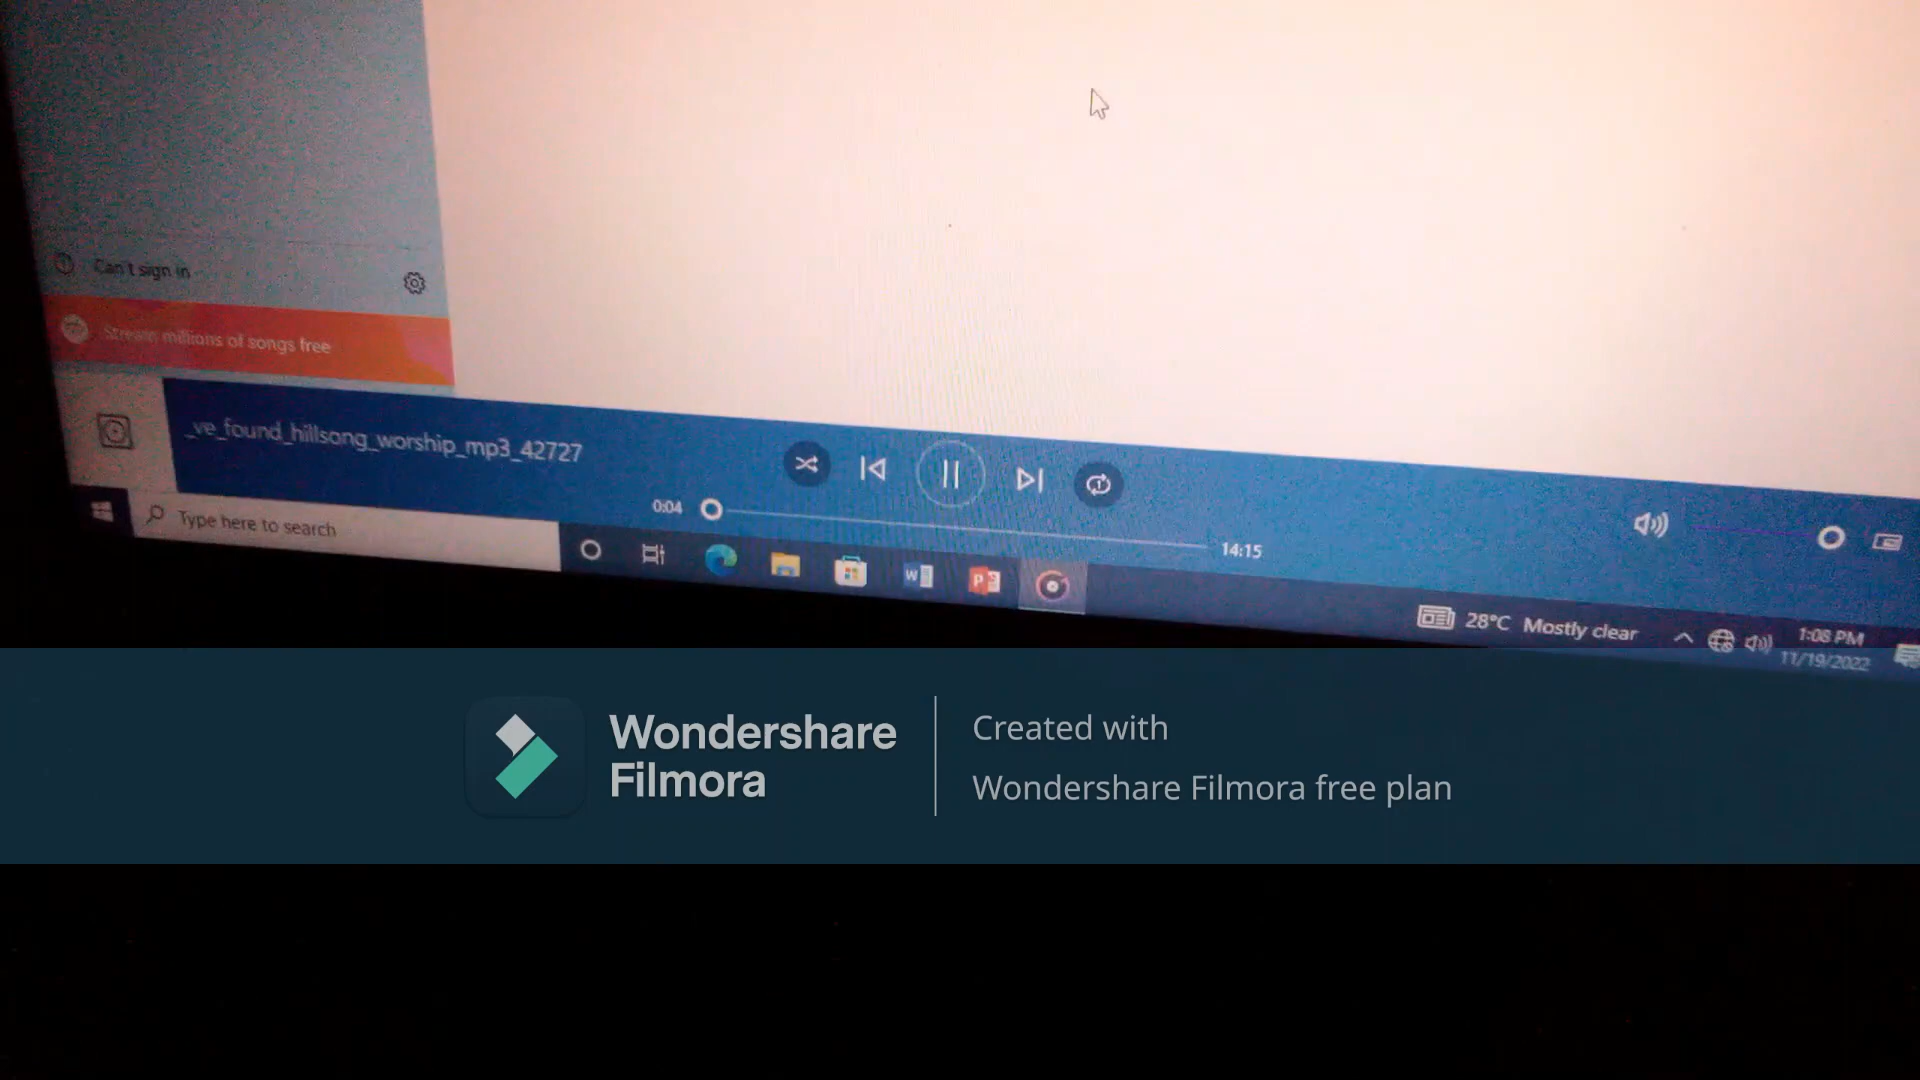 Can't sign in
Stream millions of songs free
_ve_found_hillsong_worship_mp3_42727
0:04
14:15
Type here to search
28°C Mostly clear
1:08 PM
11/19/2022
Wondershare
Filmora
Created with
Wondershare Filmora free plan